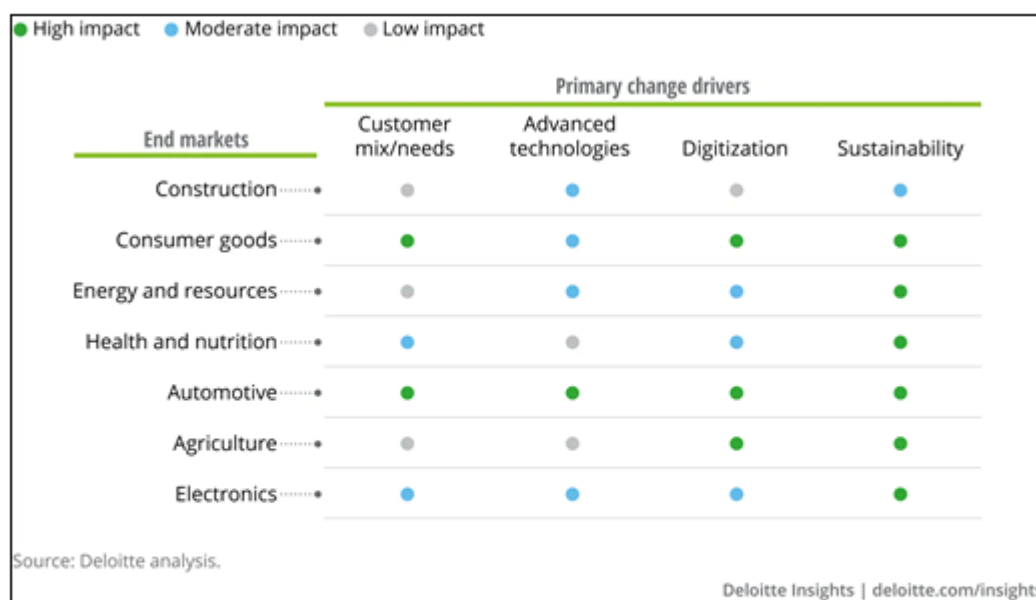 High impact Moderate impact Low impact
Primary change drivers
End markets
Customer mix/needs
Advanced technologies
Digitization
Sustainability
Construction
Consumer goods
Energy and resources
Health and nutrition
Automotive
Agriculture
Electronics
Source: Deloitte analysis.
Deloitte Insights | deloitte.com/insights